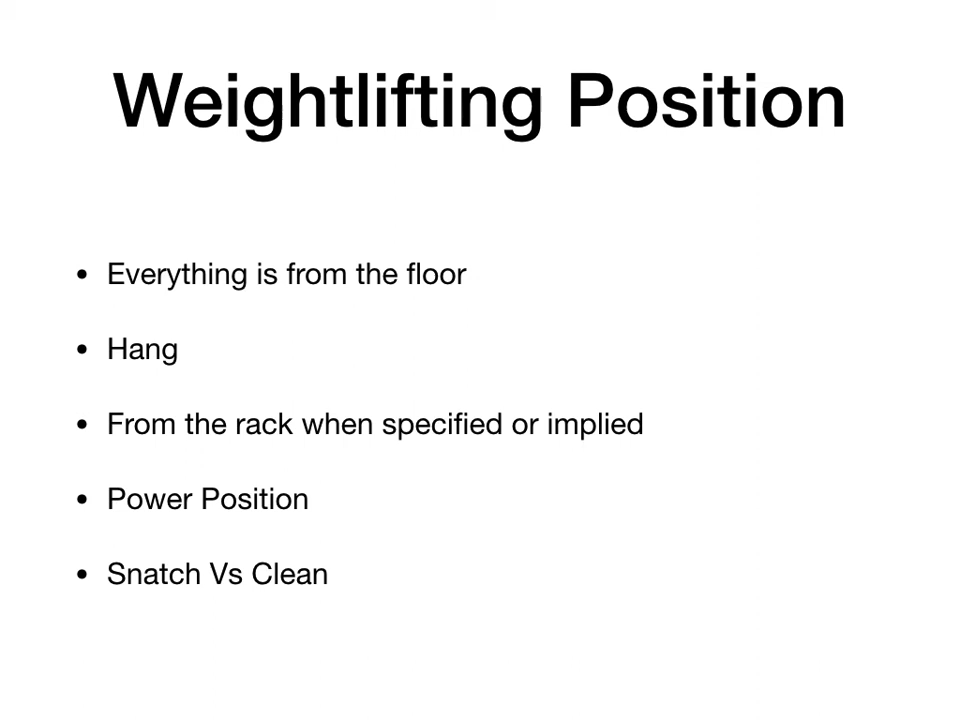 Weightlifting Position
• Everything is from the floor
• Hang
• From the rack when specified or implied
• Power Position
• Snatch Vs Clean